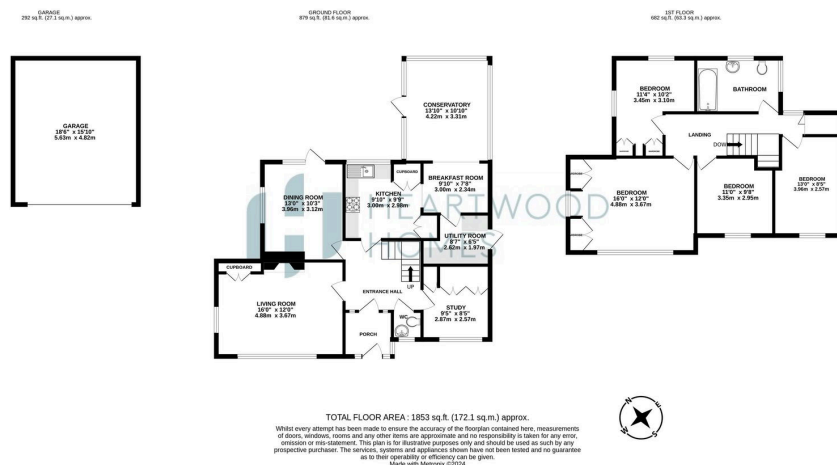 GARAGE
292 sq.ft. (27.1 sq.m.) approx.
GROUND FLOOR
879 sq.ft. (81.6 sq.m.) approx.
1ST FLOOR
682 sq.ft. (63.3 sq.m.) approx.
GARAGE
18'6" x 15'10"
5.63m x 4.82m
CONSERVATORY
13'10" x 10'10"
4.22m x 3.31m
DINING ROOM
13'0" x 10'3"
3.96m x 3.12m
KITCHEN
9'10" x 9'9"
3.00m x 2.98m
CUPBOARD
BREAKFAST ROOM
9'10" x 7'8"
3.00m x 2.34m
UTILITY ROOM
8'7" x 6'5"
2.62m x 1.97m
CUPBOARD
LIVING ROOM
16'0" x 12'0"
4.88m x 3.67m
ENTRANCE HALL
UP
STUDY
9'5" x 8'5"
2.87m x 2.57m
WC
PORCH
BEDROOM
11'4" x 10'2"
3.45m x 3.10m
BATHROOM
LANDING
DOWN
BEDROOM
16'0" x 12'0"
4.88m x 3.67m
BEDROOM
11'0" x 9'8"
3.35m x 2.95m
BEDROOM
13'0" x 8'5"
3.96m x 2.57m
HEARTWOOD
HOMES
TOTAL FLOOR AREA : 1853 sq.ft. (172.1 sq.m.) approx.
Whilst every attempt has been made to ensure the accuracy of the floorplan contained here, measurements
of doors, windows, rooms and any other items are approximate and no responsibility is taken for any error,
omission or mis-statement. This plan is for illustrative purposes only and should be used as such by any
prospective purchaser. The services, systems and appliances shown have not been tested and no guarantee
as to their operability or efficiency can be given.
Made with Metropix ©2024
N
E
W
S